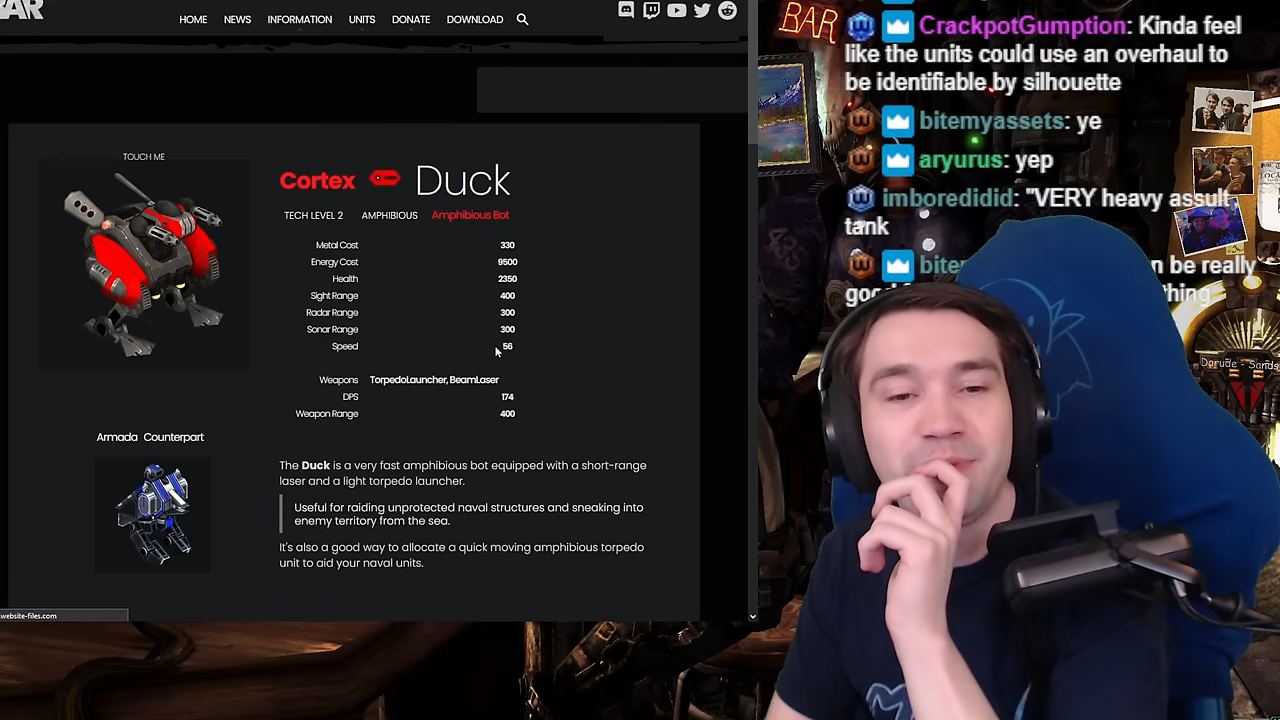 BAR
HOME NEWS INFORMATION UNITS DONATE DOWNLOAD
TOUCH ME
Cortex Duck
TECH LEVEL 2 AMPHIBIOUS Amphibious Bot
Metal Cost 330
Energy Cost 9500
Health 2350
Sight Range 400
Radar Range 300
Sonar Range 300
Speed 56
Weapons TorpedoLauncher, BeamLaser
DPS 174
Weapon Range 400
Armada Counterpart
The Duck is a very fast amphibious bot equipped with a short-range
laser and a light torpedo launcher.
Useful for raiding unprotected naval structures and sneaking into
enemy territory from the sea.
It's also a good way to allocate a quick moving amphibious torpedo
unit to aid your naval units.
website-files.com
BAR
CrackpotGumption: Kinda feel
like the units could use an overhaul to
be identifiable by silhouette
bitemyassets: ye
aryurus: yep
imboredidid: "VERY heavy assult
tank
be really
Darude - Sands